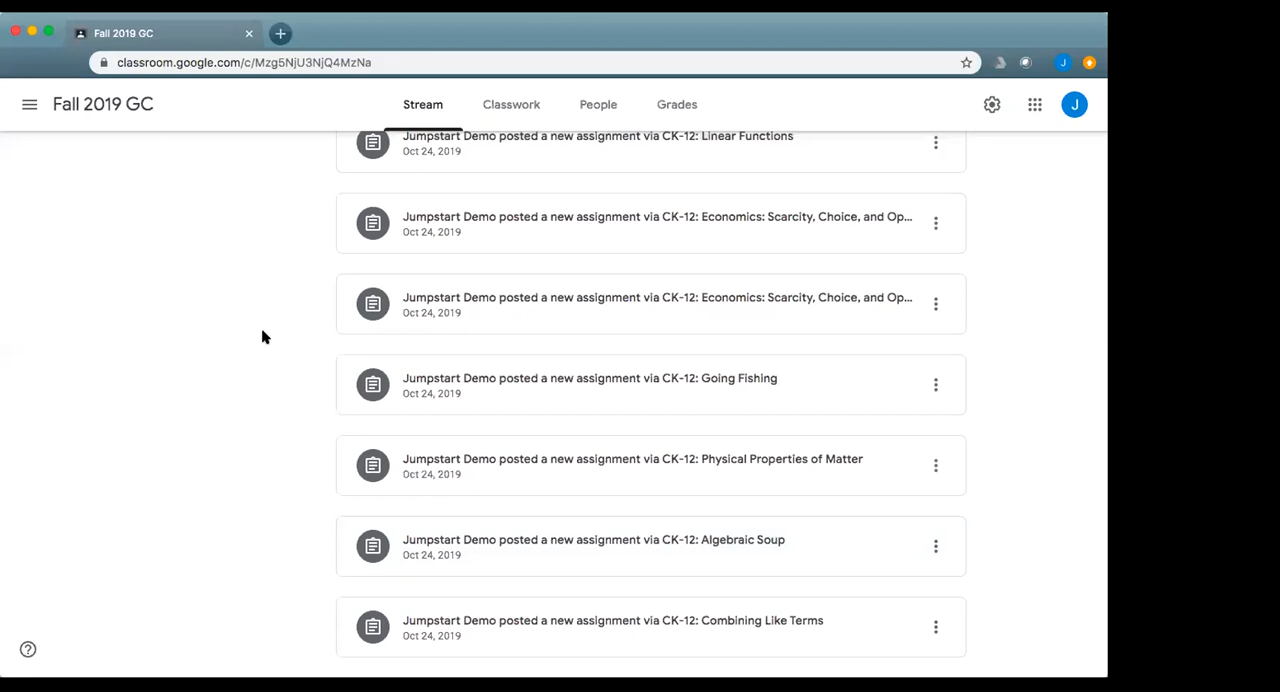 Fall 2019 GC
classroom.google.com/c/Mzg5NjU3NjQ4MzNa
J
Fall 2019 GC
Stream
Classwork
People
Grades
J
Jumpstart Demo posted a new assignment via CK-12: Linear Functions
Oct 24, 2019
Jumpstart Demo posted a new assignment via CK-12: Economics: Scarcity, Choice, and Op...
Oct 24, 2019
Jumpstart Demo posted a new assignment via CK-12: Economics: Scarcity, Choice, and Op...
Oct 24, 2019
Jumpstart Demo posted a new assignment via CK-12: Going Fishing
Oct 24, 2019
Jumpstart Demo posted a new assignment via CK-12: Physical Properties of Matter
Oct 24, 2019
Jumpstart Demo posted a new assignment via CK-12: Algebraic Soup
Oct 24, 2019
Jumpstart Demo posted a new assignment via CK-12: Combining Like Terms
Oct 24, 2019